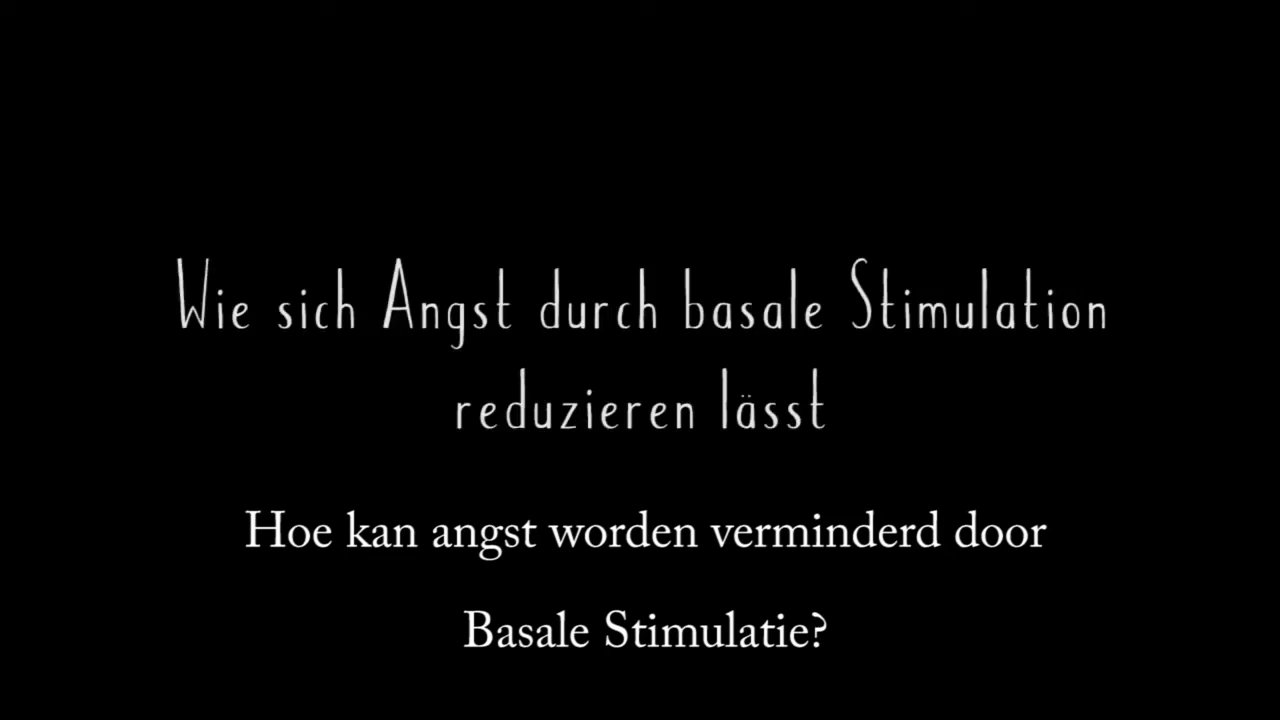 Wie sich Angst durch basale Stimulation
reduzieren lässt
Hoe kan angst worden verminderd door
Basale Stimulatie?